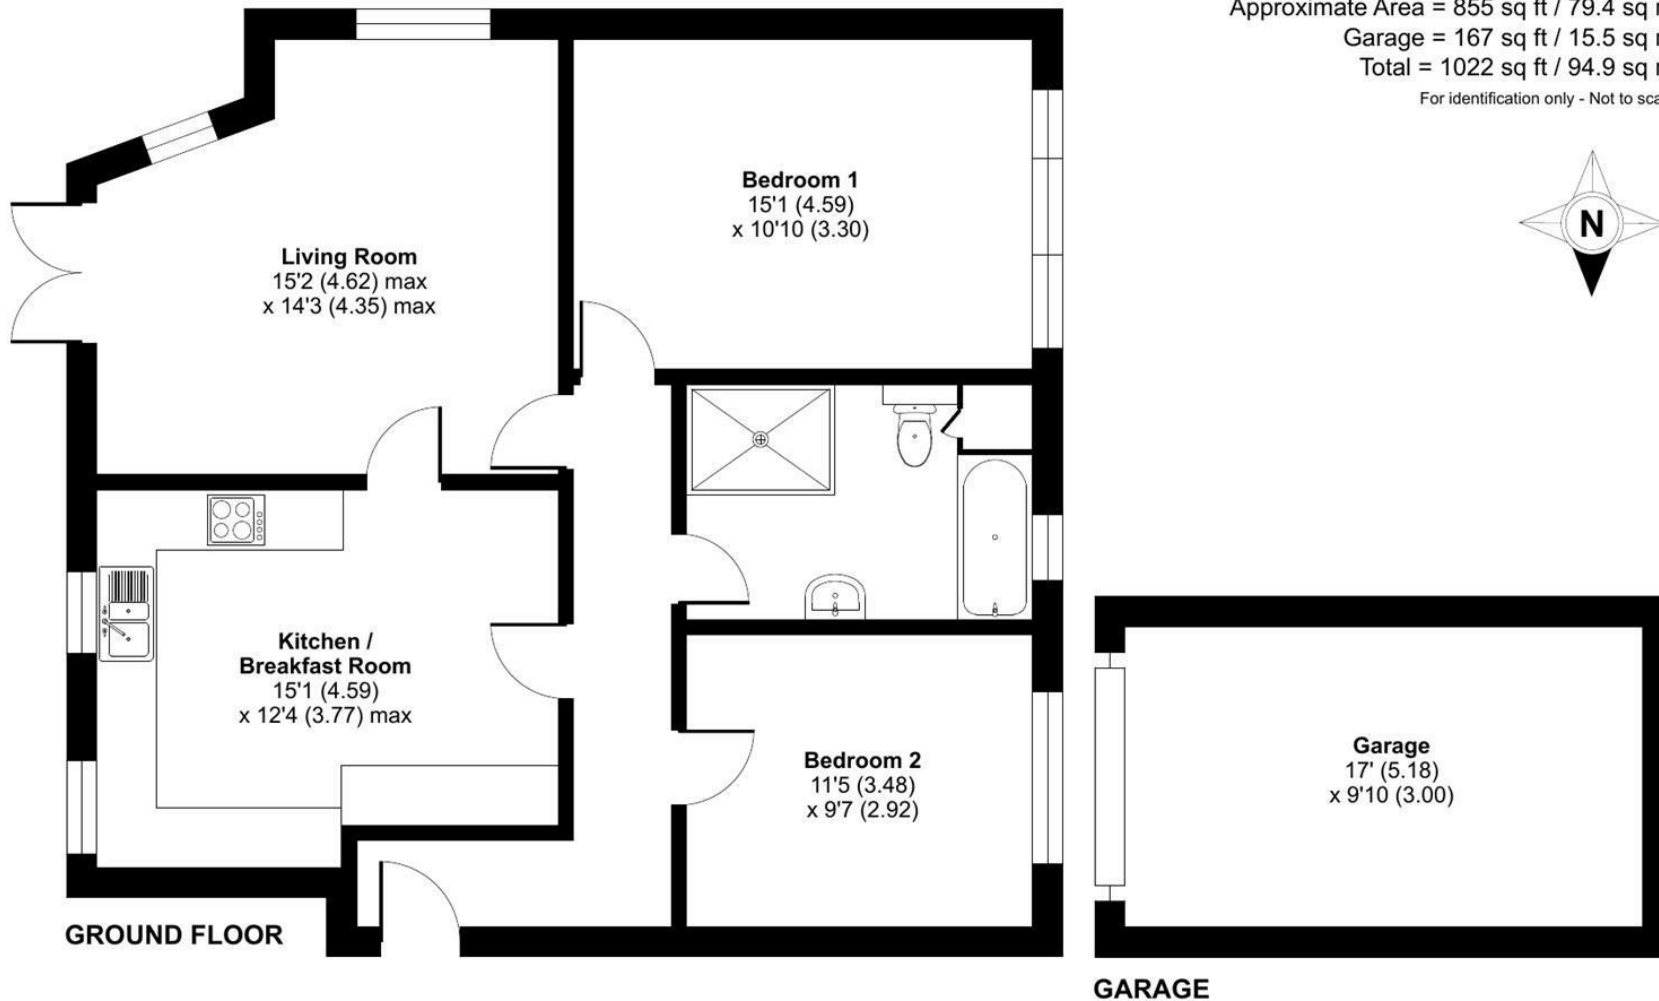 Approximate Area = 855 sq ft / 79.4 sq
Garage = 167 sq ft / 15.5 sq
Total = 1022 sq ft / 94.9 sq
For identification only - Not to
N
Bedroom 1
15'1 (4.59)
x 10'10 (3.30)
Living Room
15'2 (4.62) max
x 14'3 (4.35) max
Kitchen /
Breakfast Room
15'1 (4.59)
x 12'4 (3.77) max
Bedroom 2
11'5 (3.48)
x 9'7 (2.92)
Garage
17' (5.18)
x 9'10 (3.00)
GROUND FLOOR
GARAGE